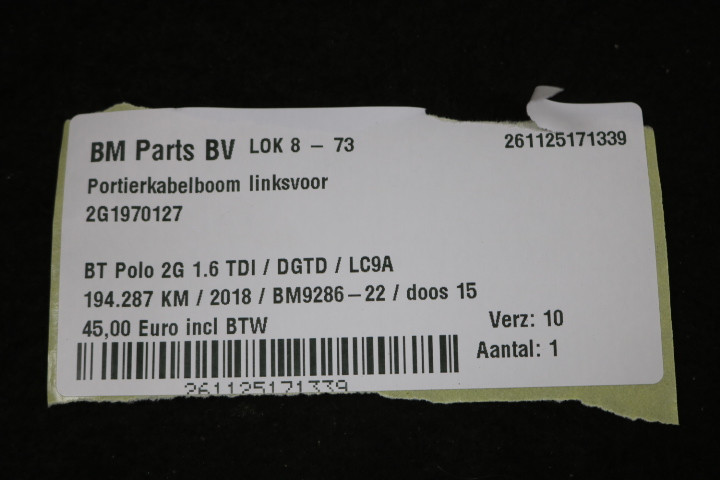 BM Parts BV LOK 8 – 73 261125171339
Portierkabelboom linksvoor
2G1970127
BT Polo 2G 1.6 TDI / DGTD / LC9A
194.287 KM / 2018 / BM9286–22 / doos 15
45,00 Euro incl BTW Verz: 10
Aantal: 1
261125171339